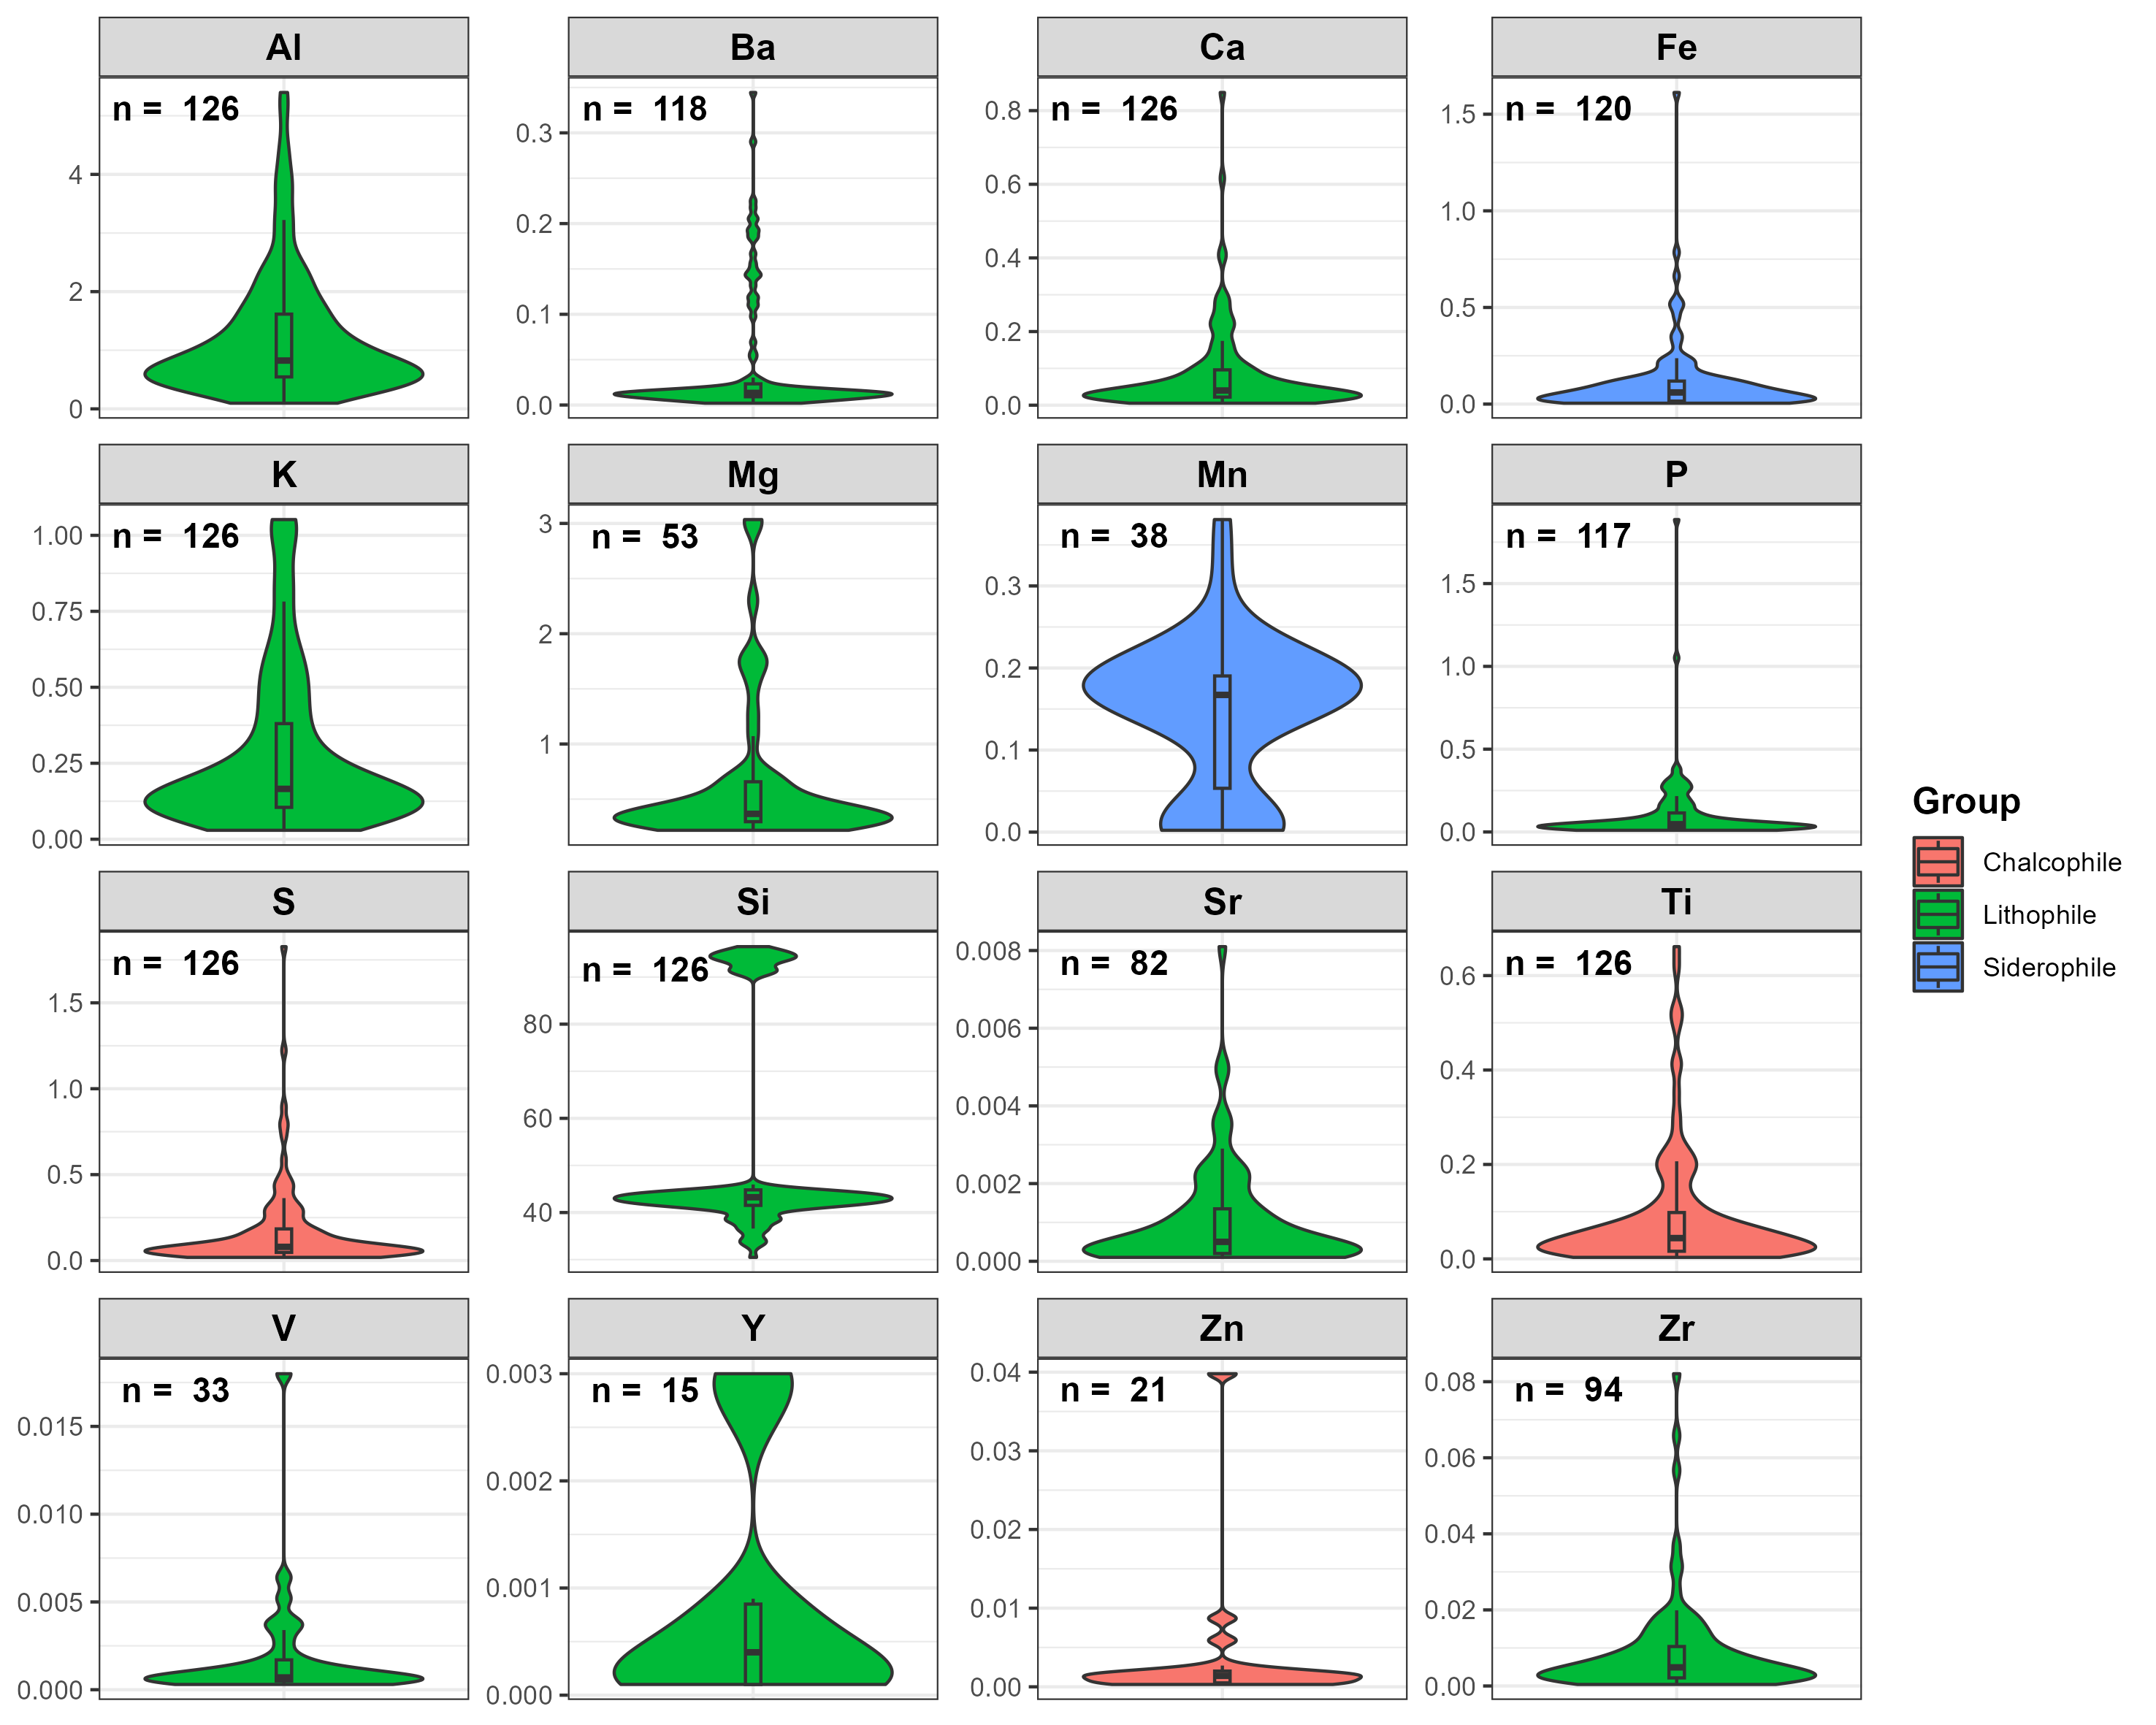 Al
n = 126
4
2
0
Ba
n = 118
0.3
0.2
0.1
0.0
Ca
n = 126
0.8
0.6
0.4
0.2
0.0
Fe
n = 120
1.5
1.0
0.5
0.0
K
n = 126
1.00
0.75
0.50
0.25
0.00
Mg
n = 53
3
2
1
Mn
n = 38
0.3
0.2
0.1
0.0
P
n = 117
1.5
1.0
0.5
0.0
S
n = 126
1.5
1.0
0.5
0.0
Si
n = 126
80
60
40
Sr
n = 82
0.008
0.006
0.004
0.002
0.000
Ti
n = 126
0.6
0.4
0.2
0.0
V
n = 33
0.015
0.010
0.005
0.000
Y
n = 15
0.003
0.002
0.001
0.000
Zn
n = 21
0.04
0.03
0.02
0.01
0.00
Zr
n = 94
0.08
0.06
0.04
0.02
0.00
Group
Chalcophile
Lithophile
Siderophile